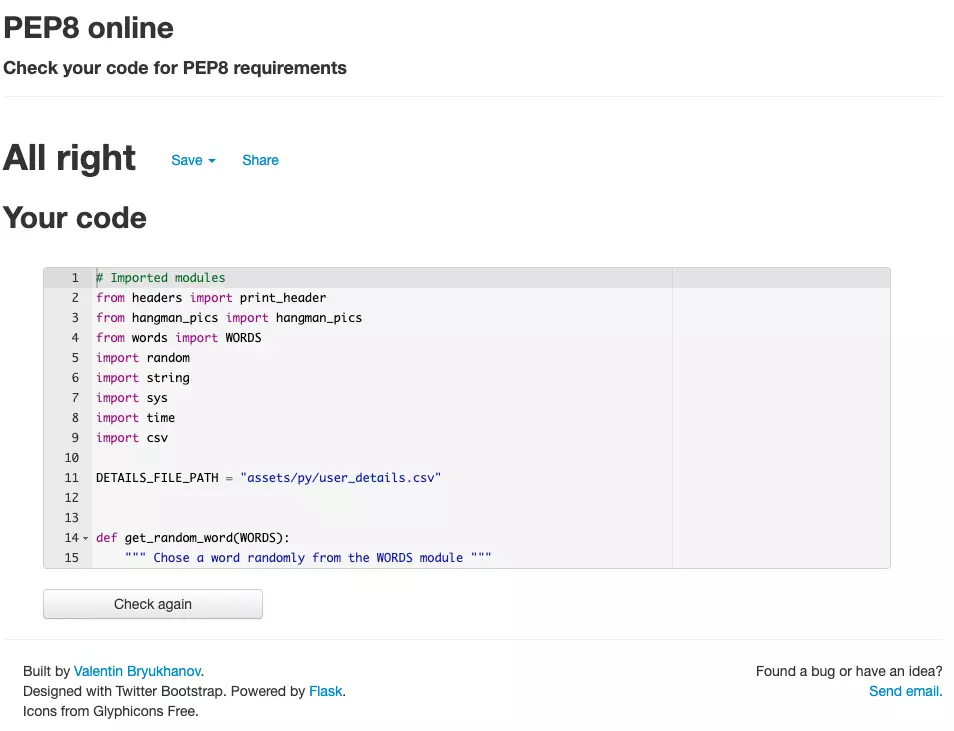 PEP8 online
Check your code for PEP8 requirements
All right Save Share
Your code
1 # Imported modules
2 from headers import print_header
3 from hangman_pics import hangman_pics
4 from words import WORDS
5 import random
6 import string
7 import sys
8 import time
9 import csv
10
11 DETAILS_FILE_PATH = "assets/py/user_details.csv"
12
13
14 def get_random_word(WORDS):
15 """ Chose a word randomly from the WORDS module """
Check again
Built by Valentin Bryukhanov. Found a bug or have an idea?
Designed with Twitter Bootstrap. Powered by Flask. Send email.
Icons from Glyphicons Free.